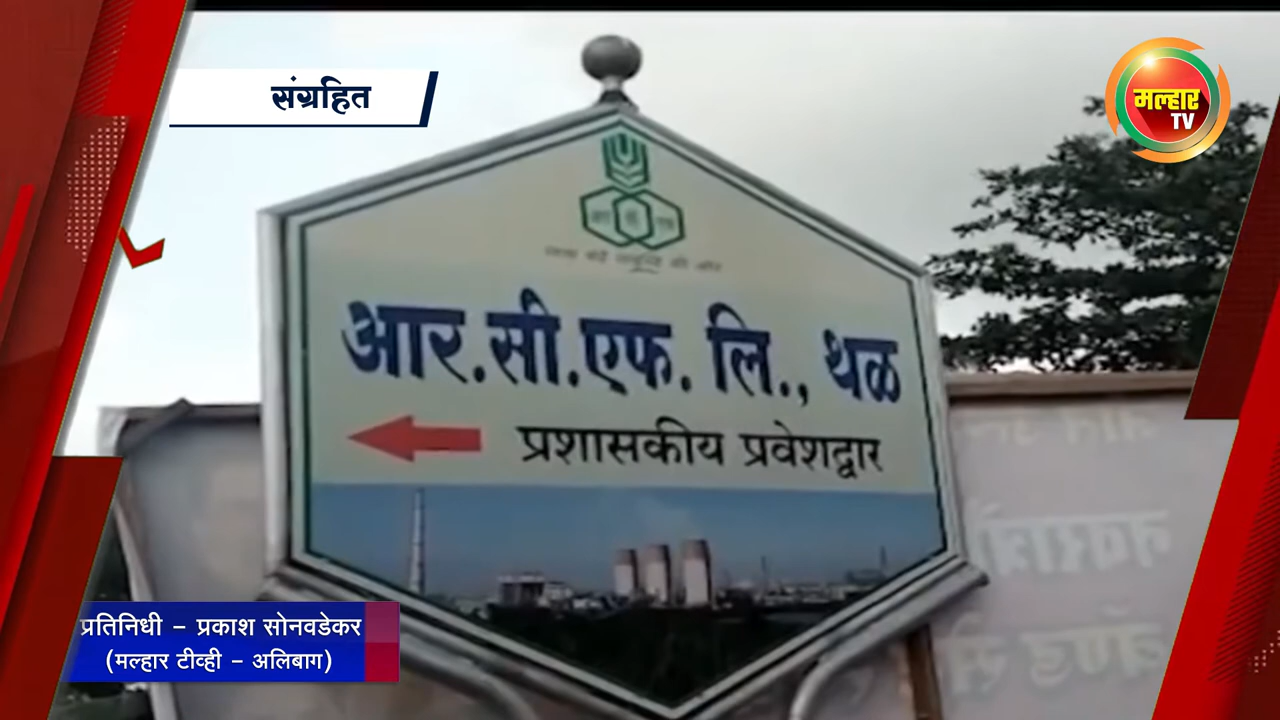 संग्रहित
मल्हार
TV
आर.सी.एफ. लि., थळ
प्रशासकीय प्रवेशद्वार
प्रतिनिधी – प्रकाश सोनवडेकर
(मल्हार टीव्ही – अलिबाग)